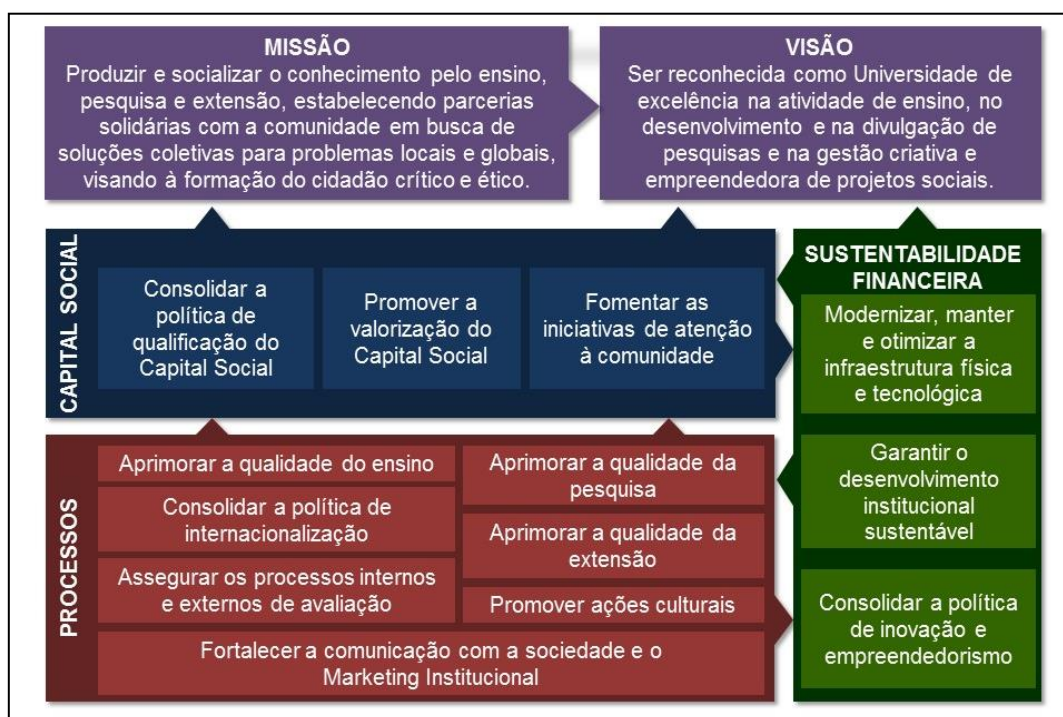 MISSÃO
Produzir e socializar o conhecimento pelo ensino,
pesquisa e extensão, estabelecendo parcerias
solidárias com a comunidade em busca de
soluções coletivas para problemas locais e globais,
visando à formação do cidadão crítico e ético.
VISÃO
Ser reconhecida como Universidade de
excelência na atividade de ensino, no
desenvolvimento e na divulgação de
pesquisas e na gestão criativa e
empreendedora de projetos sociais.
CAPITAL SOCIAL
Consolidar a
política de
qualificação do
Capital Social
Promover a
valorização do
Capital Social
Fomentar as
iniciativas de atenção
à comunidade
SUSTENTABILIDADE
FINANCEIRA
Modernizar, manter
e otimizar a
infraestrutura física
e tecnológica
Garantir o
desenvolvimento
institucional
sustentável
Consolidar a política
de inovação e
empreendedorismo
PROCESSOS
Aprimorar a qualidade do ensino
Consolidar a política de
internacionalização
Assegurar os processos internos
e externos de avaliação
Aprimorar a qualidade da
pesquisa
Aprimorar a qualidade da
extensão
Promover ações culturais
Fortalecer a comunicação com a sociedade e o
Marketing Institucional